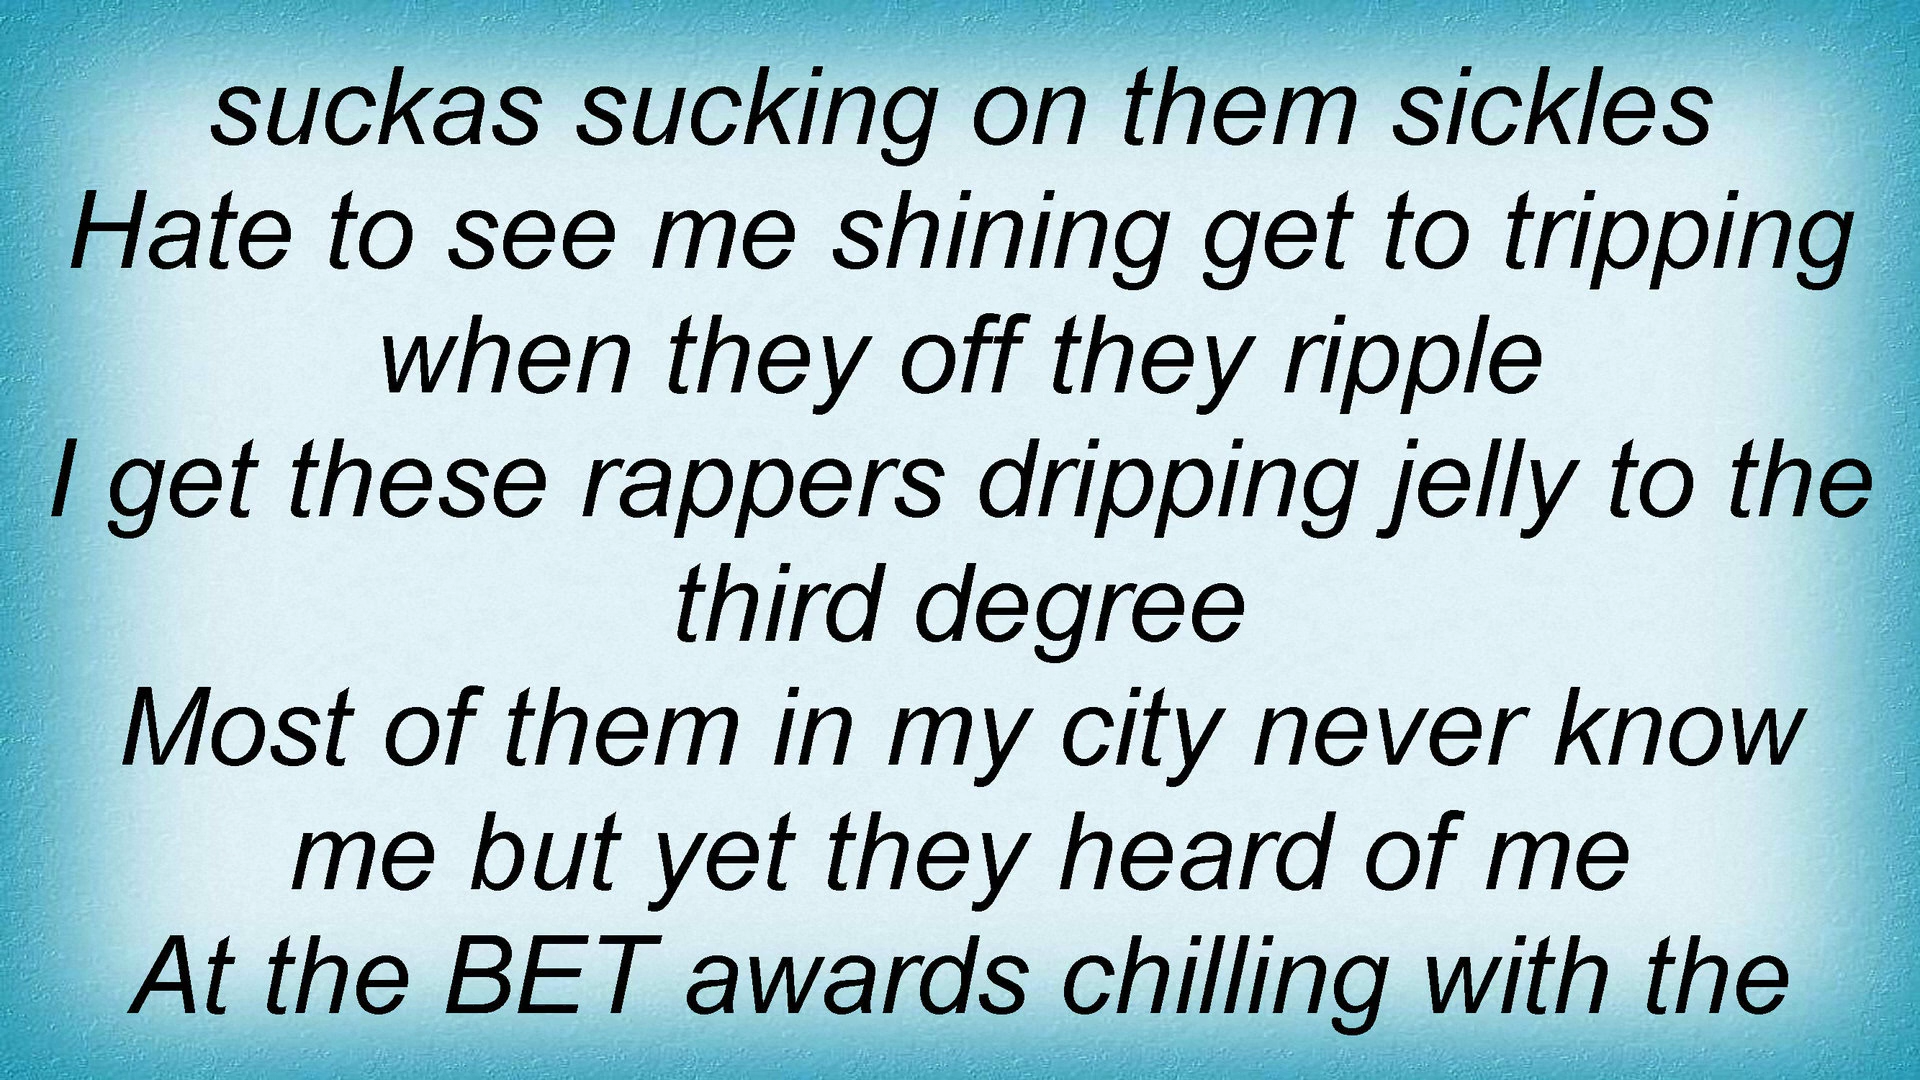 suckas sucking on them sickles
Hate to see me shining get to tripping
when they off they ripple
I get these rappers dripping jelly to the
third degree
Most of them in my city never know
me but yet they heard of me
At the BET awards chilling with the